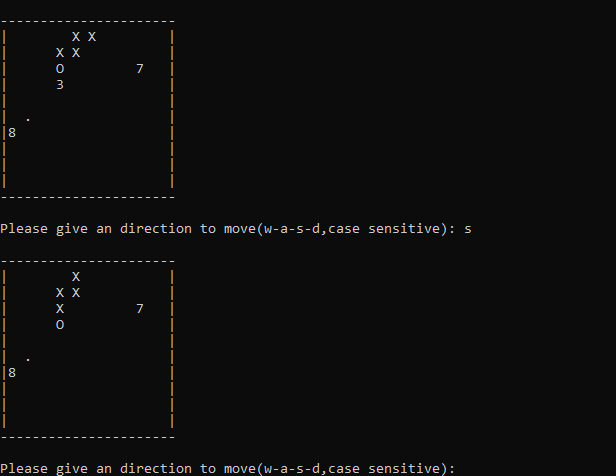 ----------------------
|        X X         |
|      X X           |
|      O         7   |
|      3             |
|                    |
|  .                 |
|8                   |
|                    |
|                    |
|                    |
----------------------
Please give an direction to move(w-a-s-d,case sensitive): s
----------------------
|        X           |
|      X X           |
|      X         7   |
|      O             |
|                    |
|  .                 |
|8                   |
|                    |
|                    |
|                    |
----------------------
Please give an direction to move(w-a-s-d,case sensitive):